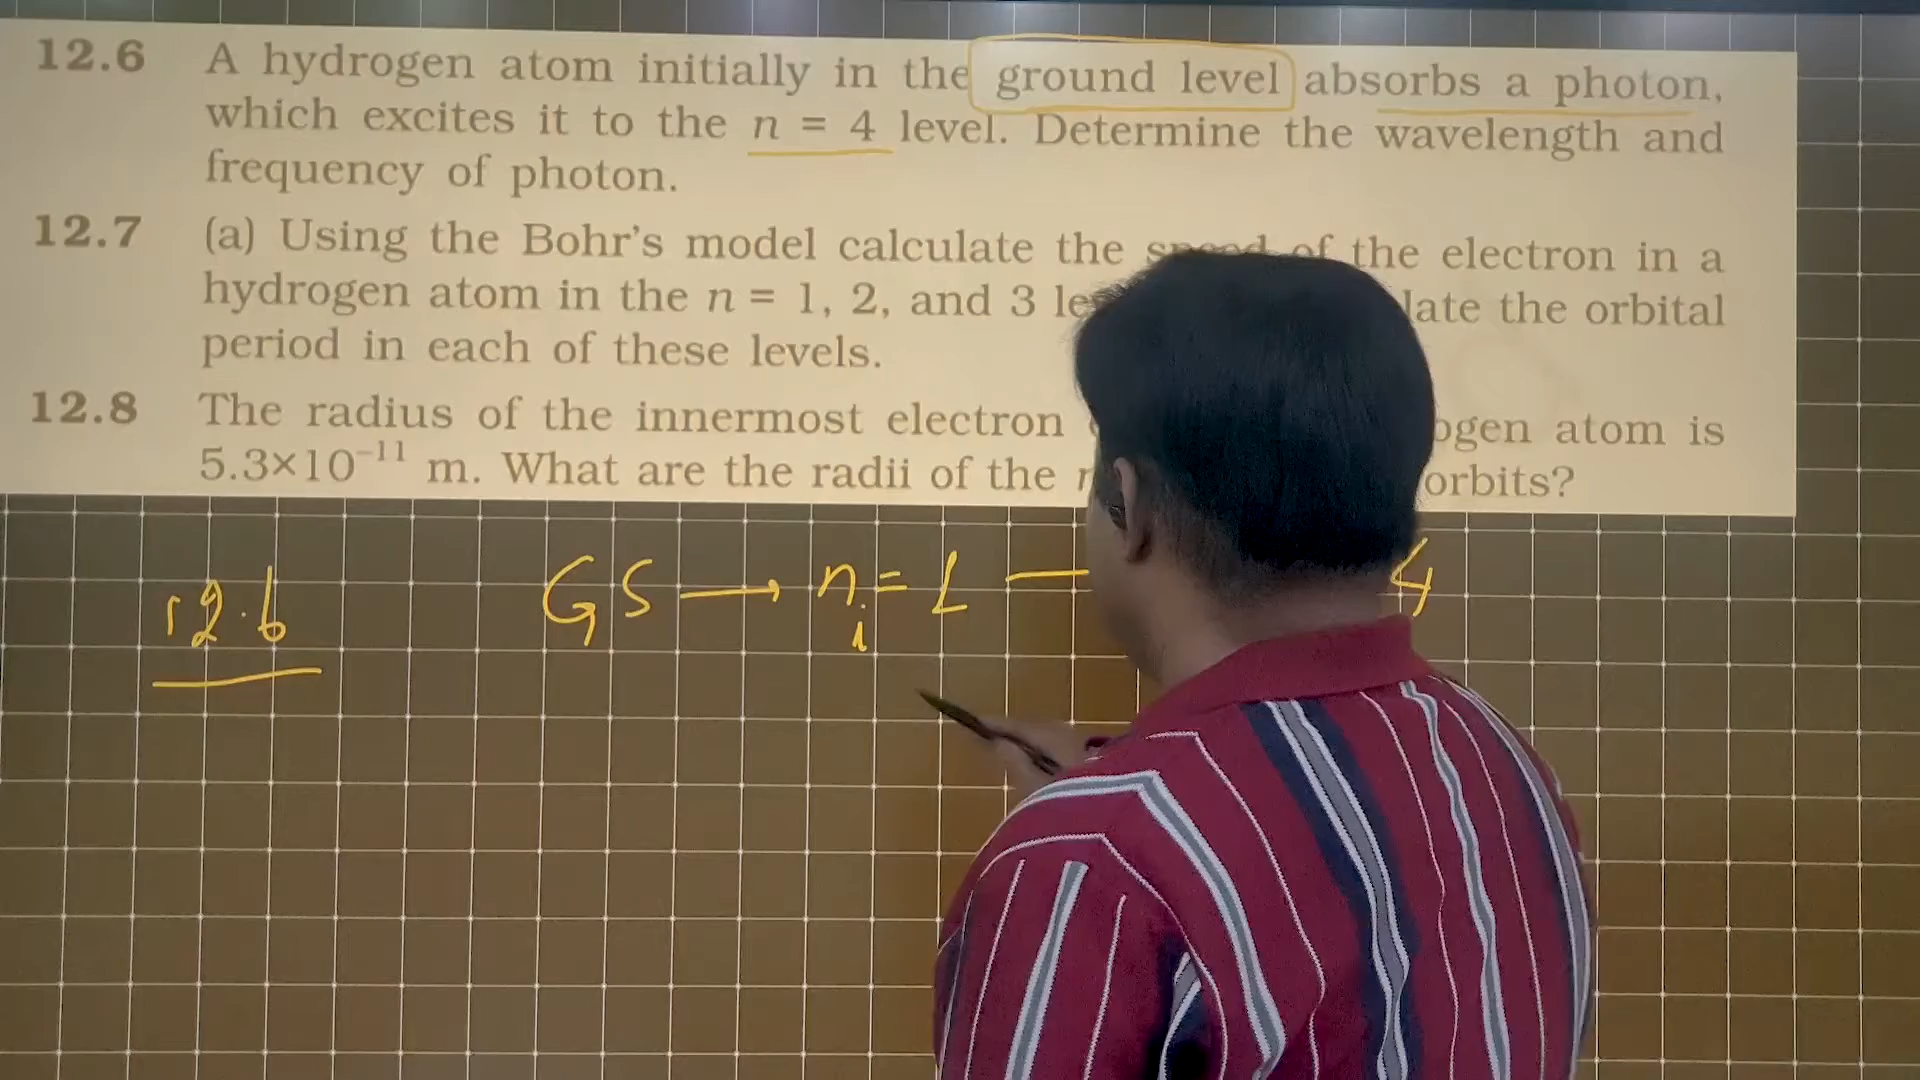 12.6 A hydrogen atom initially in the ground level absorbs a photon,
which excites it to the n = 4 level. Determine the wavelength and
frequency of photon.
12.7 (a) Using the Bohr's model calculate the speed of the electron in a
hydrogen atom in the n = 1, 2, and 3 le late the orbital
period in each of these levels.
12.8 The radius of the innermost electron ogen atom is
5.3×10⁻¹¹ m. What are the radii of the orbits?
12.6 GS → n_i = 1 — 4